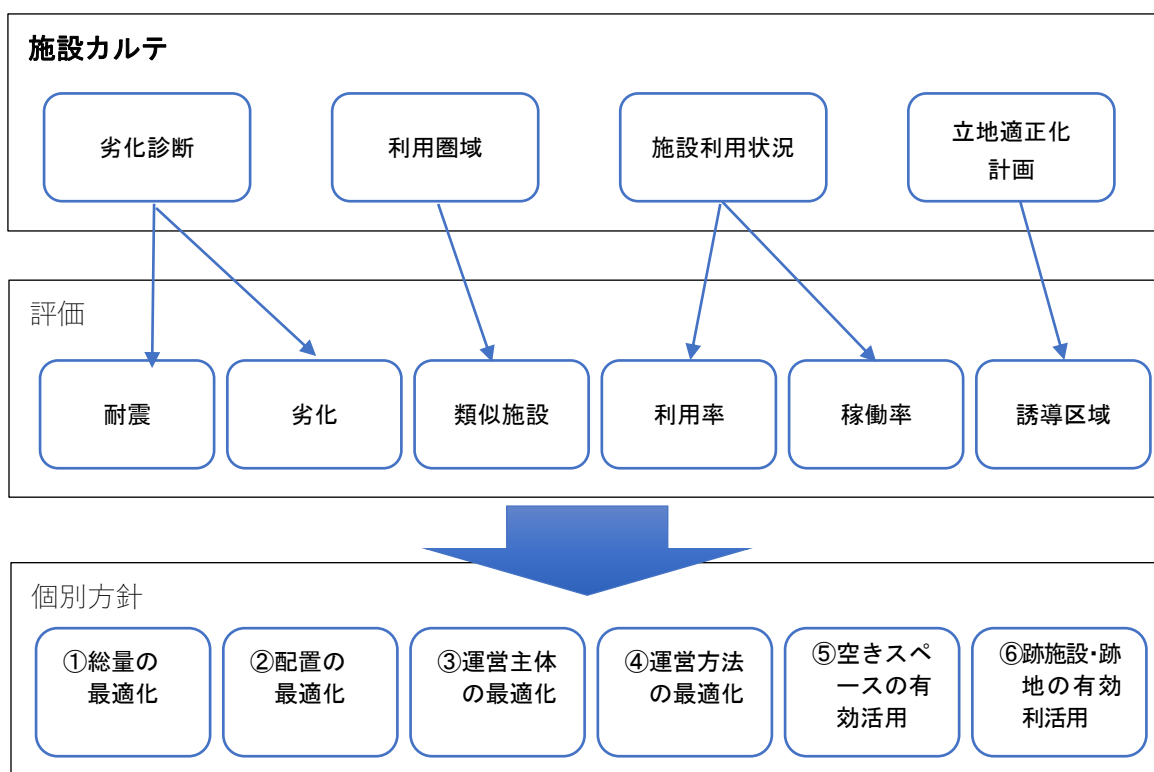 施設カルテ
劣化診断
利用圏域
施設利用状況
立地適正化
計画
評価
耐震
劣化
類似施設
利用率
稼働率
誘導区域
個別方針
①総量の
最適化
②配置の
最適化
③運営主体
の最適化
④運営方法
の最適化
⑤空きスペ
ースの有
効活用
⑥跡施設・跡
地の有効
利活用